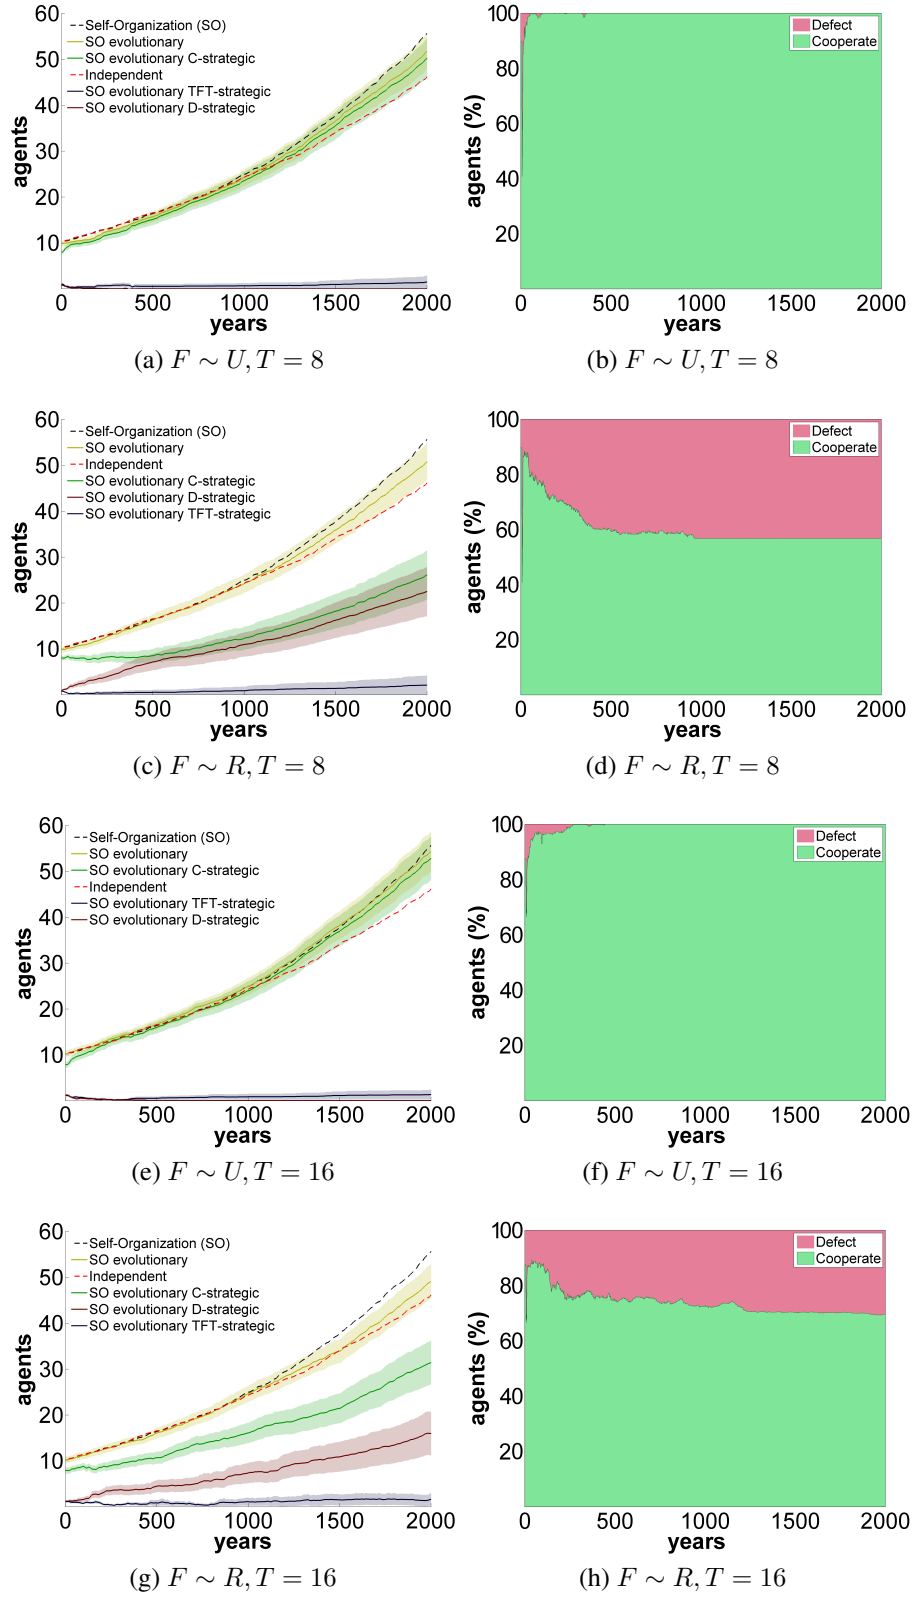 60
50
40
30
20
10
agents
Self-Organization (SO)
SO evolutionary
SO evolutionary C-strategic
Independent
SO evolutionary TFT-strategic
SO evolutionary D-strategic
0 500 1000 1500 2000
years
(a) F ∼ U, T = 8
100
80
60
40
20
agents (%)
Defect
Cooperate
0 500 1000 1500 2000
years
(b) F ∼ U, T = 8
60
50
40
30
20
10
agents
Self-Organization (SO)
SO evolutionary
Independent
SO evolutionary C-strategic
SO evolutionary D-strategic
SO evolutionary TFT-strategic
0 500 1000 1500 2000
years
(c) F ∼ R, T = 8
100
80
60
40
20
agents (%)
Defect
Cooperate
0 500 1000 1500 2000
years
(d) F ∼ R, T = 8
60
50
40
30
20
10
agents
Self-Organization (SO)
SO evolutionary
SO evolutionary C-strategic
Independent
SO evolutionary TFT-strategic
SO evolutionary D-strategic
0 500 1000 1500 2000
years
(e) F ∼ U, T = 16
100
80
60
40
20
agents (%)
Defect
Cooperate
0 500 1000 1500 2000
years
(f) F ∼ U, T = 16
60
50
40
30
20
10
agents
Self-Organization (SO)
SO evolutionary
Independent
SO evolutionary C-strategic
SO evolutionary D-strategic
SO evolutionary TFT-strategic
0 500 1000 1500 2000
years
(g) F ∼ R, T = 16
100
80
60
40
20
agents (%)
Defect
Cooperate
0 500 1000 1500 2000
years
(h) F ∼ R, T = 16